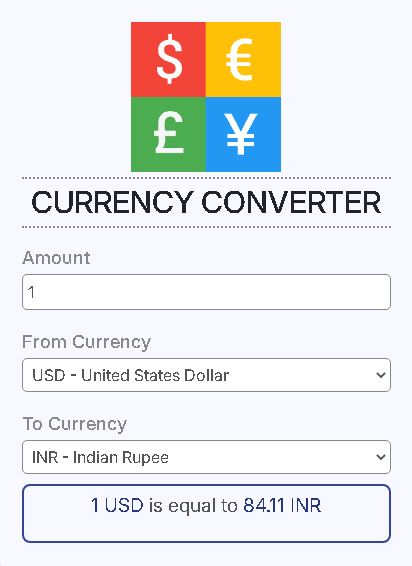 $ €
£ ¥
CURRENCY CONVERTER
Amount
1
From Currency
USD - United States Dollar
To Currency
INR - Indian Rupee
1 USD is equal to 84.11 INR